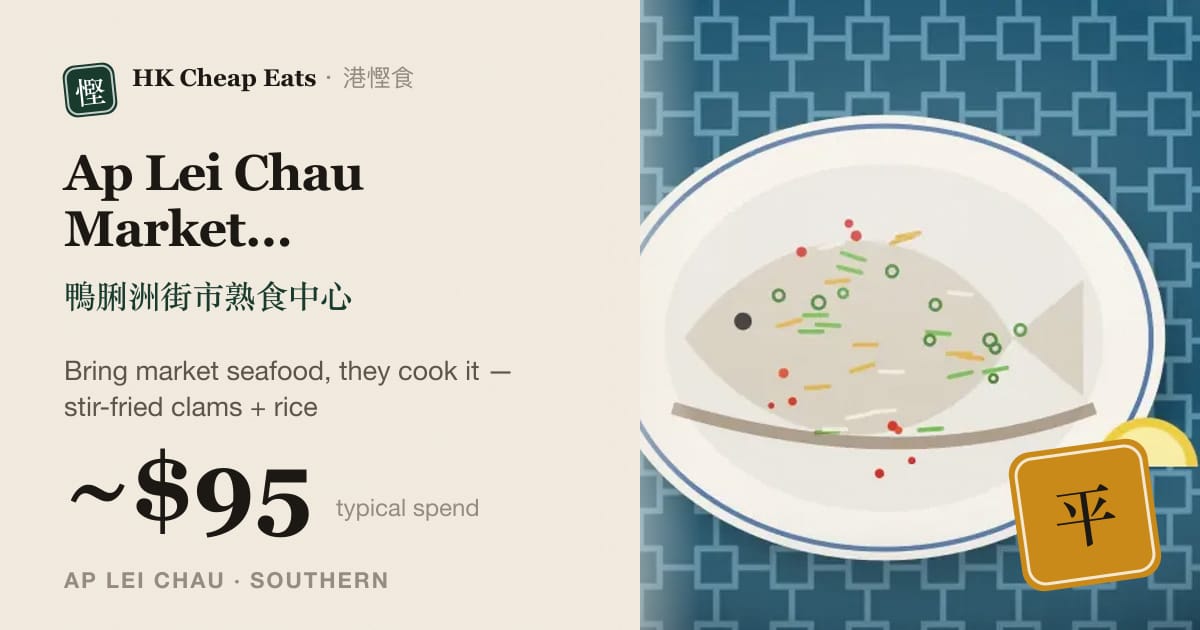 慳
HK Cheap Eats · 港慳食
Ap Lei Chau
Market...
鴨脷洲街市熟食中心
Bring market seafood, they cook it —
stir-fried clams + rice
~$95 typical spend
AP LEI CHAU · SOUTHERN
平